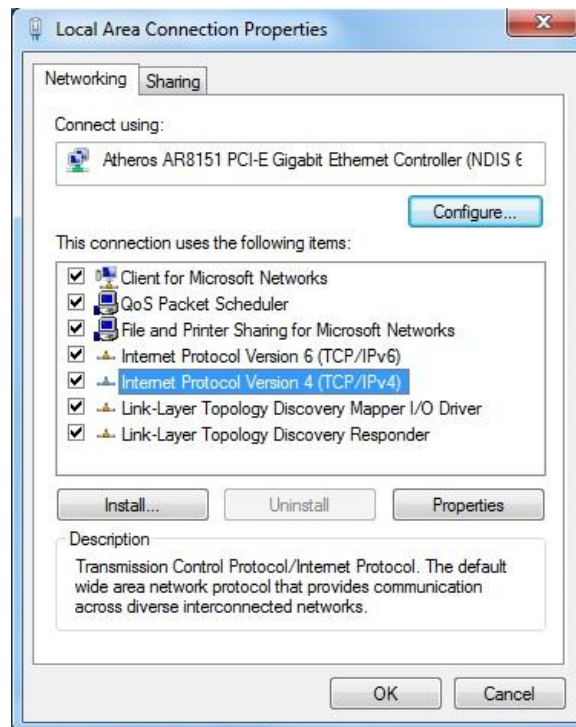 Local Area Connection Properties
Networking
Sharing
Connect using:
Atheros AR8151 PCI-E Gigabit Ethernet Controller (NDIS 6
Configure...
This connection uses the following items:
Client for Microsoft Networks
QoS Packet Scheduler
File and Printer Sharing for Microsoft Networks
Internet Protocol Version 6 (TCP/IPv6)
Internet Protocol Version 4 (TCP/IPv4)
Link-Layer Topology Discovery Mapper I/O Driver
Link-Layer Topology Discovery Responder
Install...
Uninstall
Properties
Description
Transmission Control Protocol/Internet Protocol. The default
wide area network protocol that provides communication
across diverse interconnected networks.
OK
Cancel